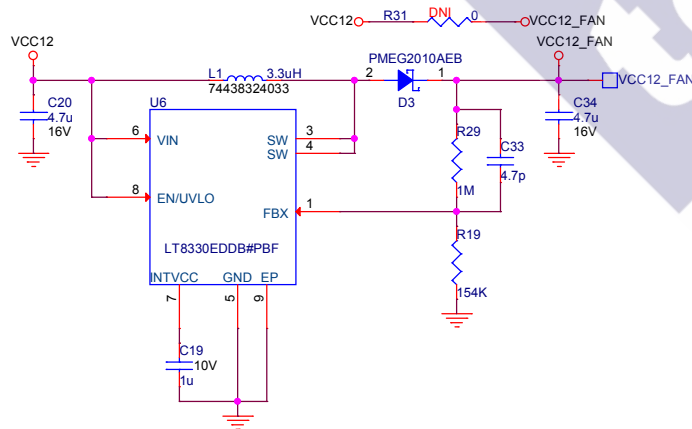 VCC12
R31
DNI
0
VCC12_FAN
VCC12
VCC12_FAN
L1
3.3uH
74438324033
2
PMEG2010AEB
1
D3
VCC12_FAN
C20
4.7u
16V
U6
6
VIN
SW
3
SW
4
8
EN/UVLO
FBX
1
LT8330EDDB#PBF
INTVCC
GND
EP
7
5
9
R29
1M
C33
4.7p
C34
4.7u
16V
R19
154K
C19
10V
1u